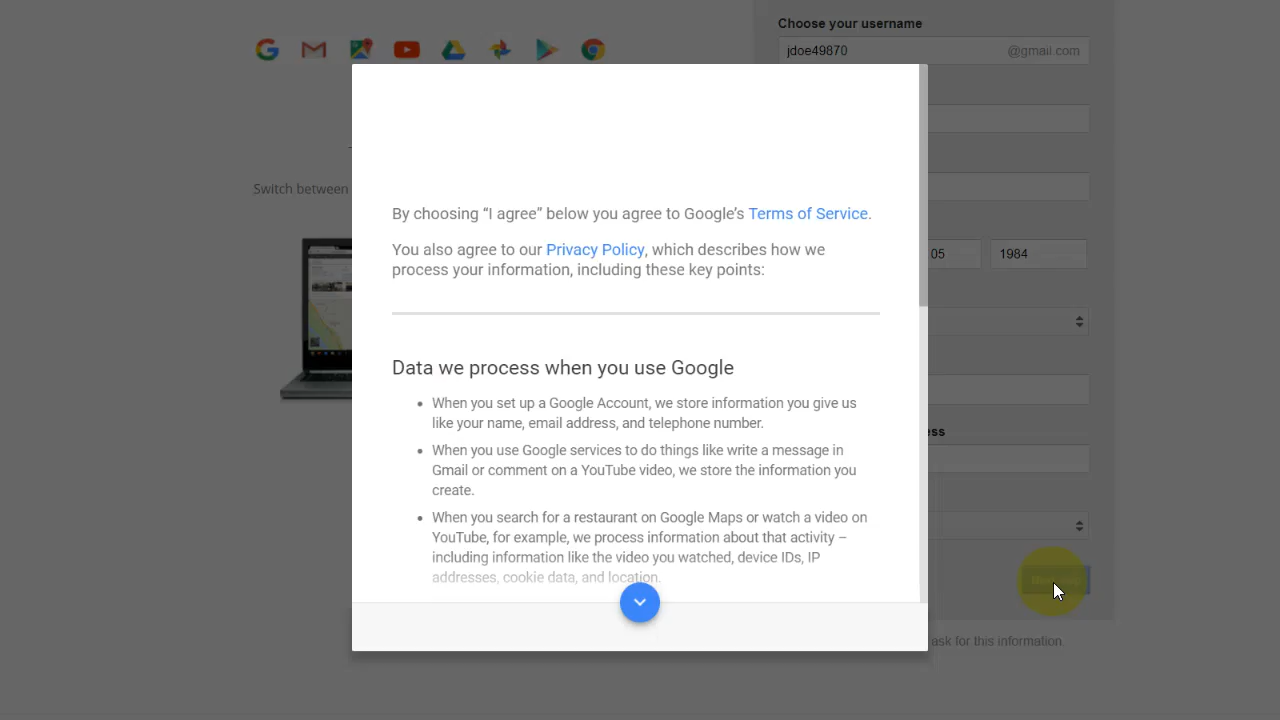 Choose your username
jdoe49870 @gmail.com
By choosing “I agree” below you agree to Google’s Terms of Service.
Switch between
You also agree to our Privacy Policy, which describes how we
process your information, including these key points:
05 1984
Data we process when you use Google
• When you set up a Google Account, we store information you give us
like your name, email address, and telephone number.
• When you use Google services to do things like write a message in
Gmail or comment on a YouTube video, we store the information you
create.
• When you search for a restaurant on Google Maps or watch a video on
YouTube, for example, we process information about that activity –
including information like the video you watched, device IDs, IP
addresses, cookie data, and location.
ess
ask for this information